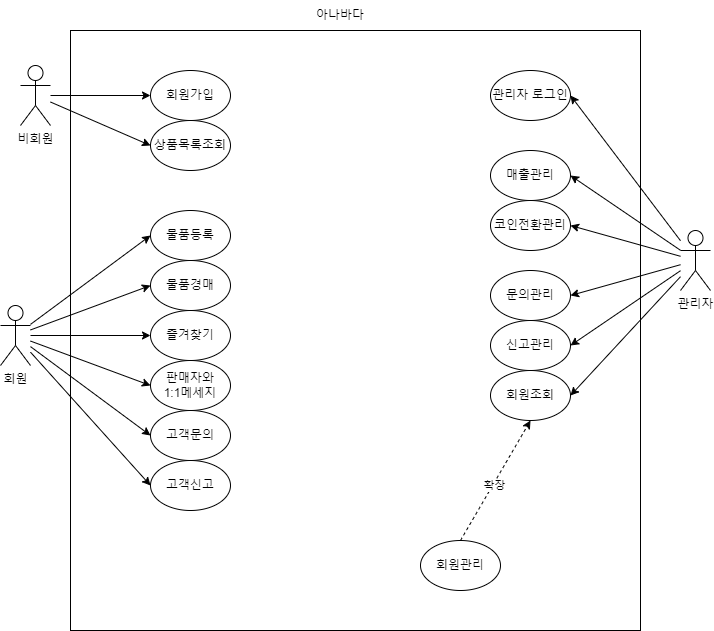 아나바다
비회원
회원가입
상품목록조회
물품등록
물품경매
즐겨찾기
판매자와
1:1메세지
고객문의
고객신고
회원
관리자 로그인
매출관리
코인전환관리
문의관리
신고관리
회원조회
확장
회원관리
관리자